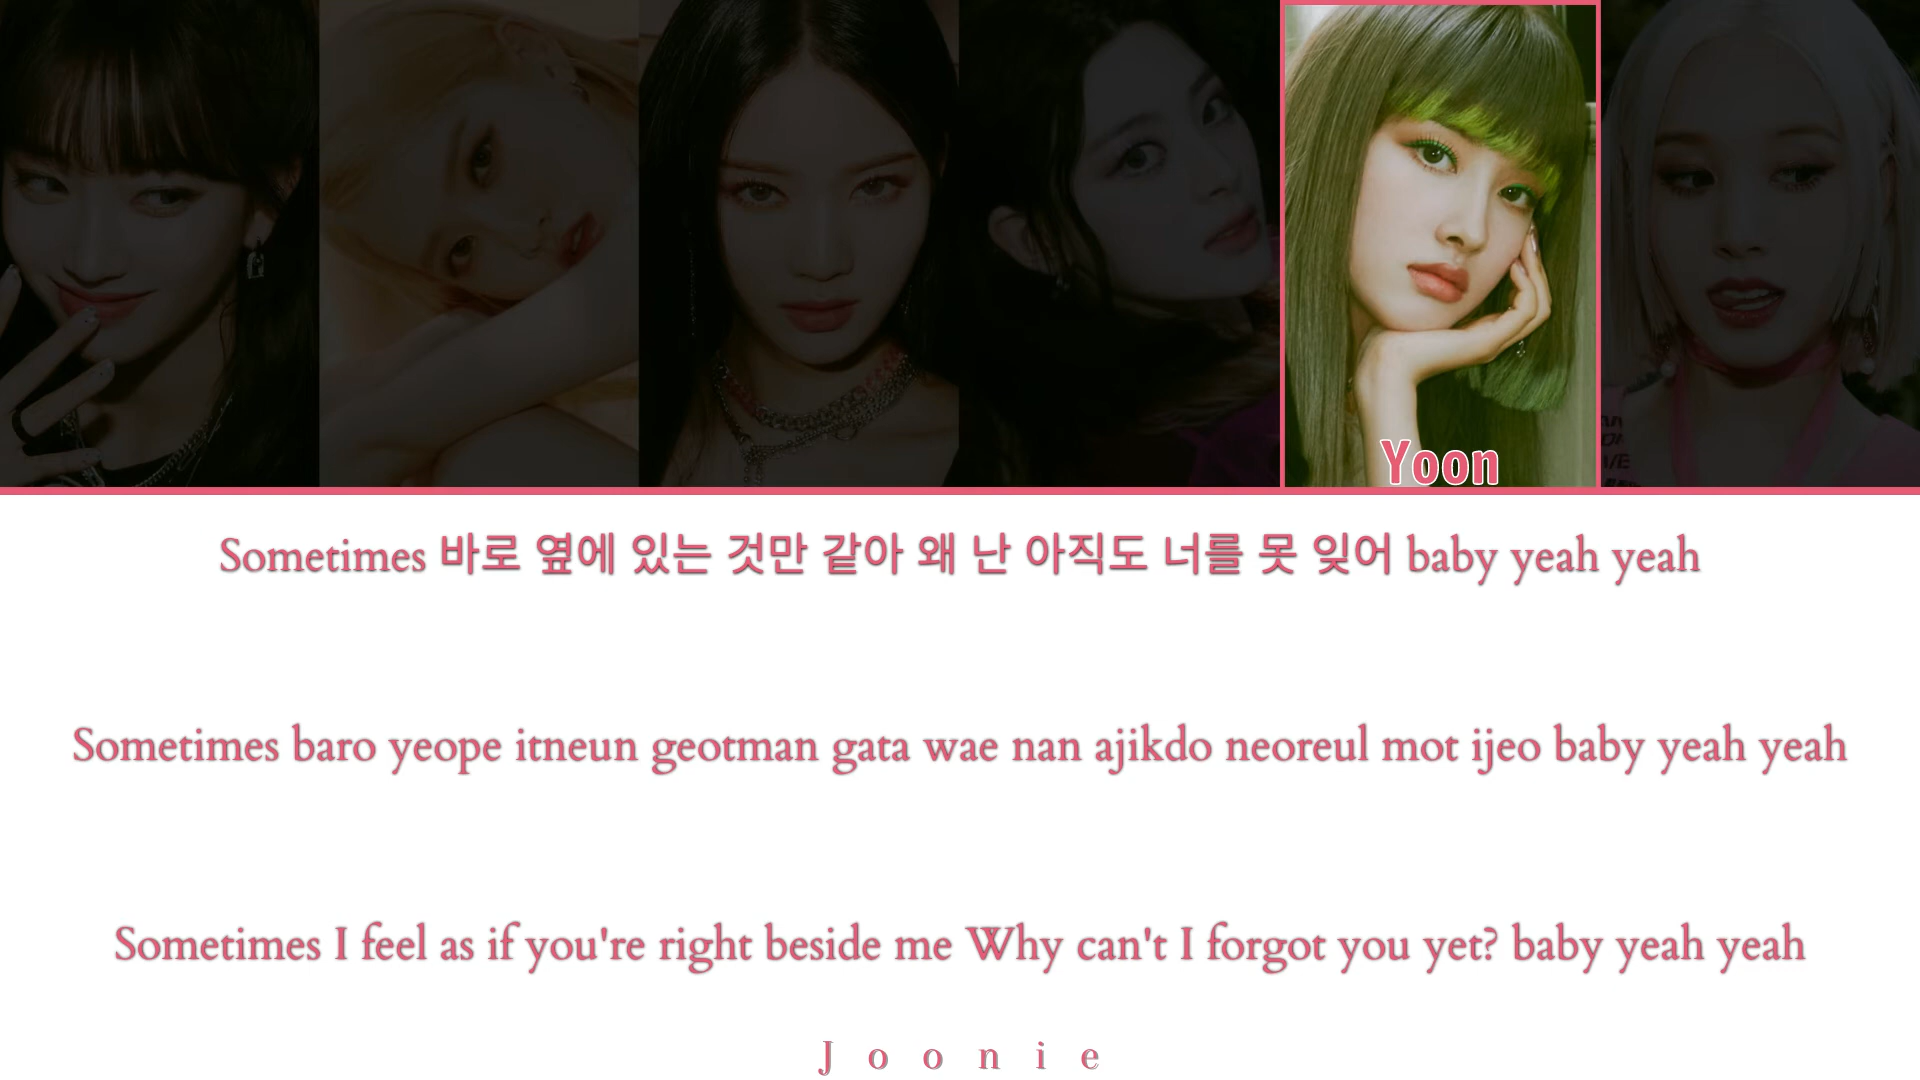 Yoon
Sometimes 바로 옆에 있는 것만 같아 왜 난 아직도 너를 못 잊어 baby yeah yeah
Sometimes baro yeope itneun geotman gata wae nan ajikdo neoreul mot ijeo baby yeah yeah
Sometimes I feel as if you're right beside me Why can't I forgot you yet? baby yeah yeah
Joonie